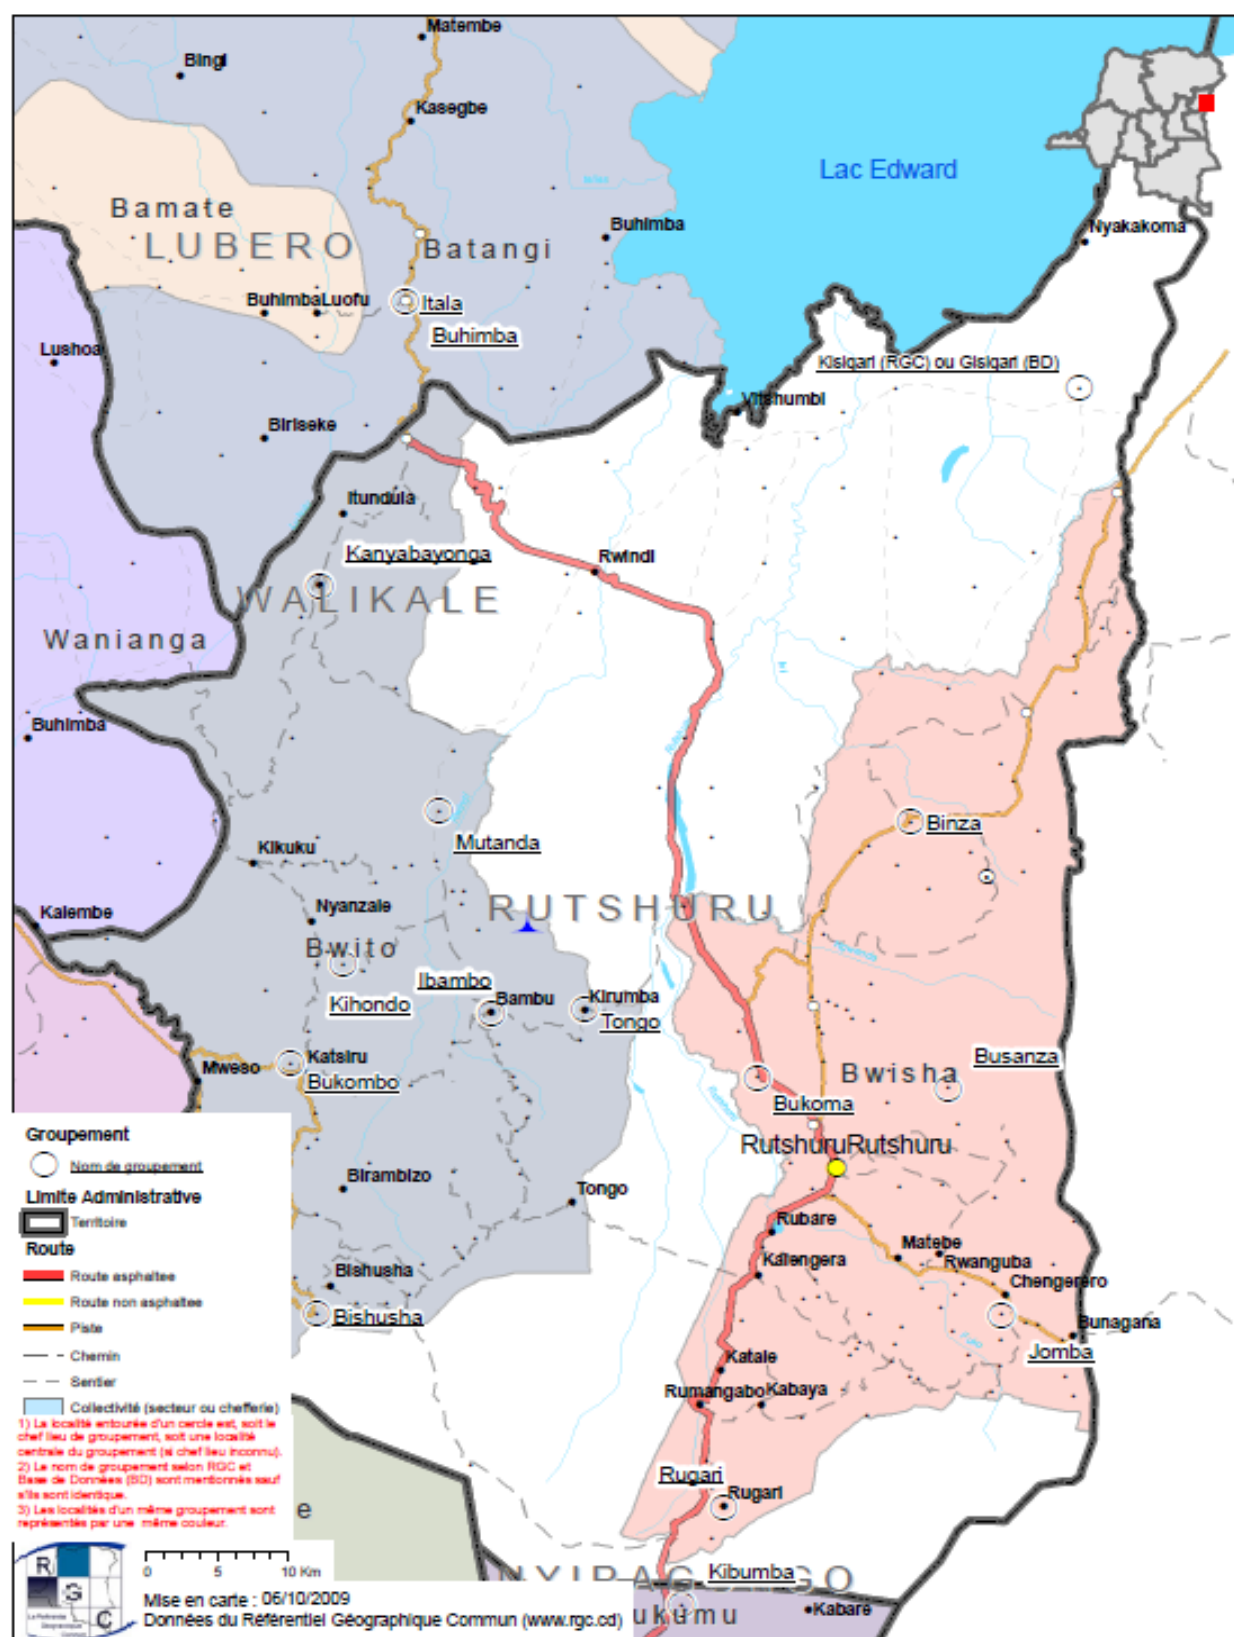 Matembe
Bingi
Kasegbe
Lac Edward
Bamate
LUBERO
Buhimba
Nyakakoma
Batangi
Buhimba
Luofu
Itala
Buhimba
Lushoa
Kisigari (RGC) ou Gisigari (BD)
Vitshumbi
Biriseke
Itundula
Kanyabayonga
Rwindi
WALIKALE
Wanianga
Buhimba
Binza
Mutanda
Kikuku
RUTSHURU
Kalembe
Nyanzale
Bwito
Ibambo
Bambu
Kirumba
Kihondo
Tongo
Katsiru
Busanza
Mweso
Bukombo
Bwisha
Bukoma
RutshuruRutshuru
Groupement
Nom de groupement
Birambizo
Tongo
Limite Administrative
Territoire
Rubare
Route
Matebe
Rwanguba
Route asphaltee
Bishusha
Kalengera
Chengerero
Route non asphaltee
Bishusha
Piste
Bunagana
Jomba
Chemin
Katale
Sentier
Rumangabo
Kabaya
Collectivité (secteur ou chefferie)
1) La localité entourée d'un cercle est, soit le
chef lieu de groupement, soit une localité
centrale du groupement (si chef lieu inconnu).
2) Le nom de groupement selon RGC et
Base de Données (BD) sont mentionnés sauf
s'ils sont identique.
3) Les localités d'un même groupement sont
représentés par une même couleur.
Rugari
Rugari
e
R
G
C
0 5 10 Km
NYIRAGONGO
Kibumba
Mise en carte : 06/10/2009
Données du Référentiel Géographique Commun (www.rgc.cd)
ukumu
Kabare